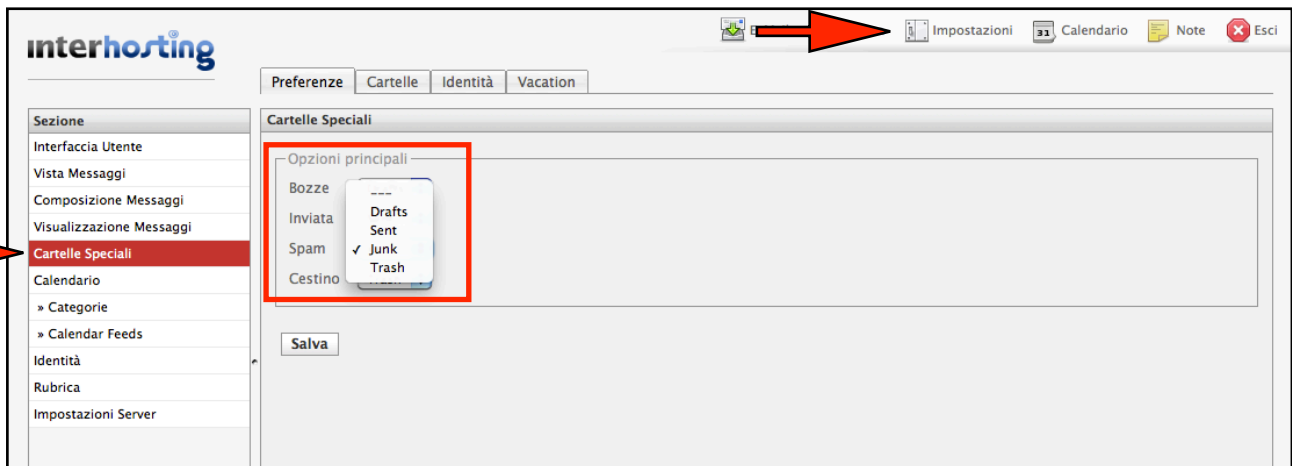 interhosting
Impostazioni
31 Calendario
Note
Esci
Preferenze
Cartelle
Identità
Vacation
Sezione
Interfaccia Utente
Vista Messaggi
Composizione Messaggi
Visualizzazione Messaggi
Cartelle Speciali
Calendario
» Categorie
» Calendar Feeds
Identità
Rubrica
Impostazioni Server
Cartelle Speciali
Opzioni principali
Bozze
Inviata
Spam
Cestino
---
Drafts
Sent
✓ Junk
Trash
Salva